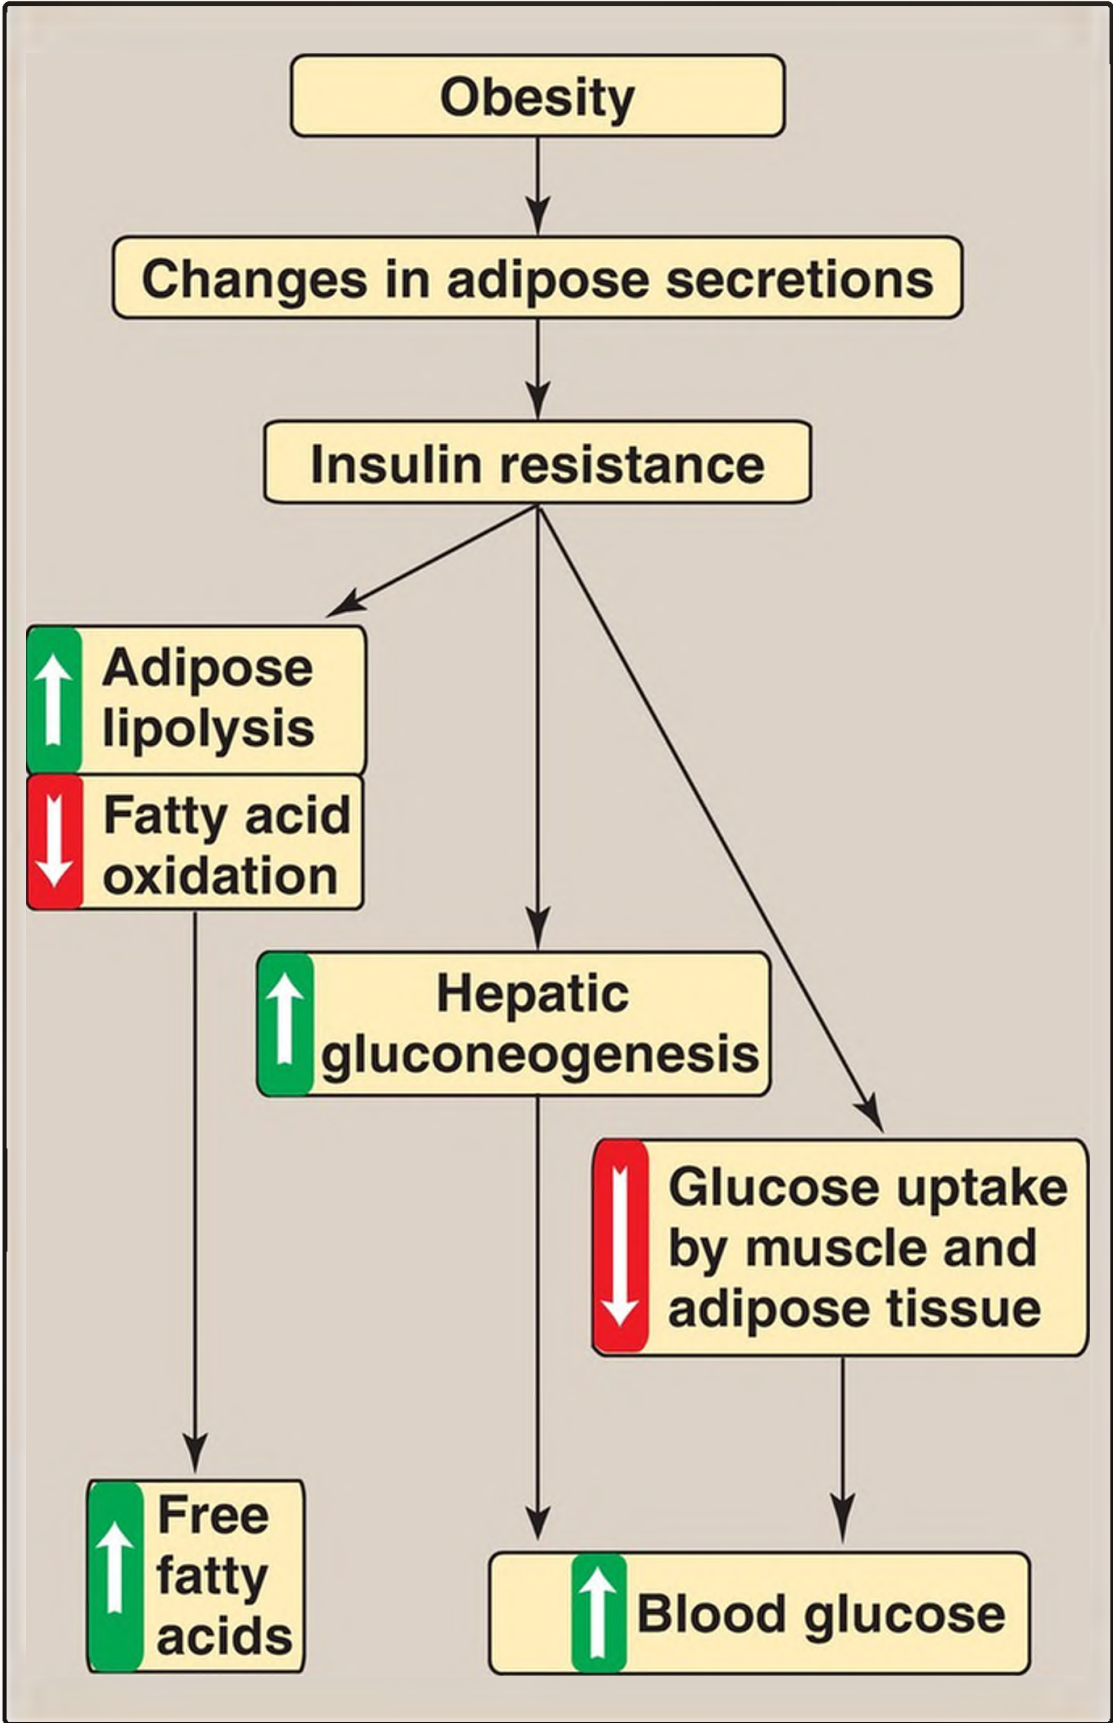 Obesity
Changes in adipose secretions
Insulin resistance
Adipose
lipolysis
Fatty acid
oxidation
Hepatic
gluconeogenesis
Glucose uptake
by muscle and
adipose tissue
Free
fatty
acids
Blood glucose